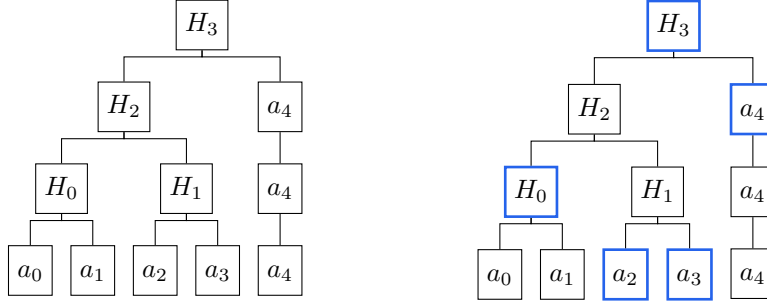 H₃ H₃
H₂ a₄ H₂ a₄
H₀ H₁ a₄ H₀ H₁ a₄
a₀ a₁ a₂ a₃ a₄ a₀ a₁ a₂ a₃ a₄